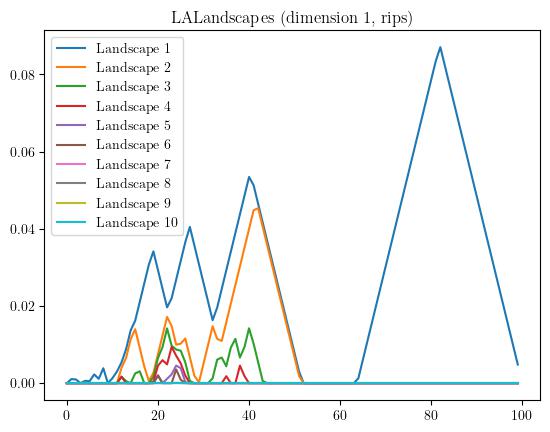 LALandscapes (dimension 1, rips)
Landscape 1
Landscape 2
Landscape 3
Landscape 4
Landscape 5
Landscape 6
Landscape 7
Landscape 8
Landscape 9
Landscape 10
0.08
0.06
0.04
0.02
0.00
0 20 40 60 80 100